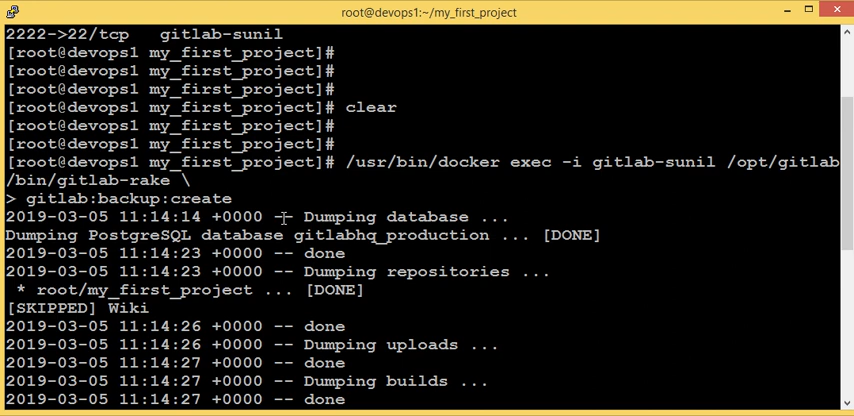 root@devops1:~/my_first_project
2222->22/tcp   gitlab-sunil
[root@devops1 my_first_project]#
[root@devops1 my_first_project]#
[root@devops1 my_first_project]#
[root@devops1 my_first_project]# clear
[root@devops1 my_first_project]#
[root@devops1 my_first_project]#
[root@devops1 my_first_project]# /usr/bin/docker exec -i gitlab-sunil /opt/gitlab
/bin/gitlab-rake \
> gitlab:backup:create
2019-03-05 11:14:14 +0000 -- Dumping database ...
Dumping PostgreSQL database gitlabhq_production ... [DONE]
2019-03-05 11:14:23 +0000 -- done
2019-03-05 11:14:23 +0000 -- Dumping repositories ...
 * root/my_first_project ... [DONE]
[SKIPPED] Wiki
2019-03-05 11:14:26 +0000 -- done
2019-03-05 11:14:26 +0000 -- Dumping uploads ...
2019-03-05 11:14:27 +0000 -- done
2019-03-05 11:14:27 +0000 -- Dumping builds ...
2019-03-05 11:14:27 +0000 -- done